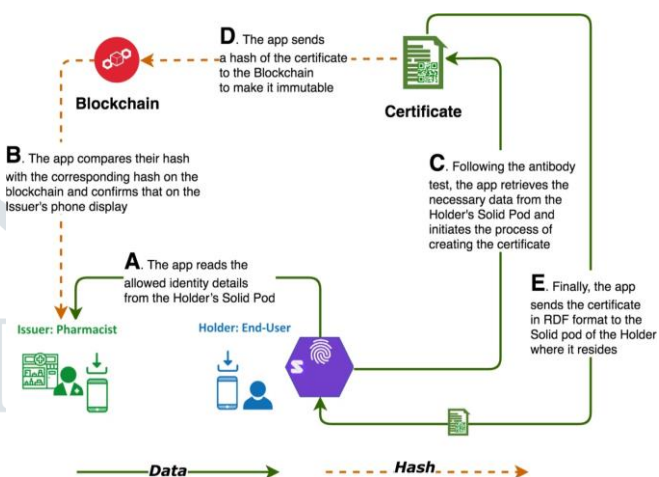 D. The app sends
a hash of the certificate
to the Blockchain
to make it immutable
Blockchain
Certificate
B. The app compares their hash
with the corresponding hash on the
blockchain and confirms that on the
Issuer's phone display
C. Following the antibody
test, the app retrieves the
necessary data from the
Holder's Solid Pod and
initiates the process of
creating the certificate
A. The app reads the
allowed identity details
from the Holder's Solid Pod
E. Finally, the app
sends the certificate
in RDF format to the
Solid pod of the Holder
where it resides
Issuer: Pharmacist
Holder: End-User
S
Data
Hash